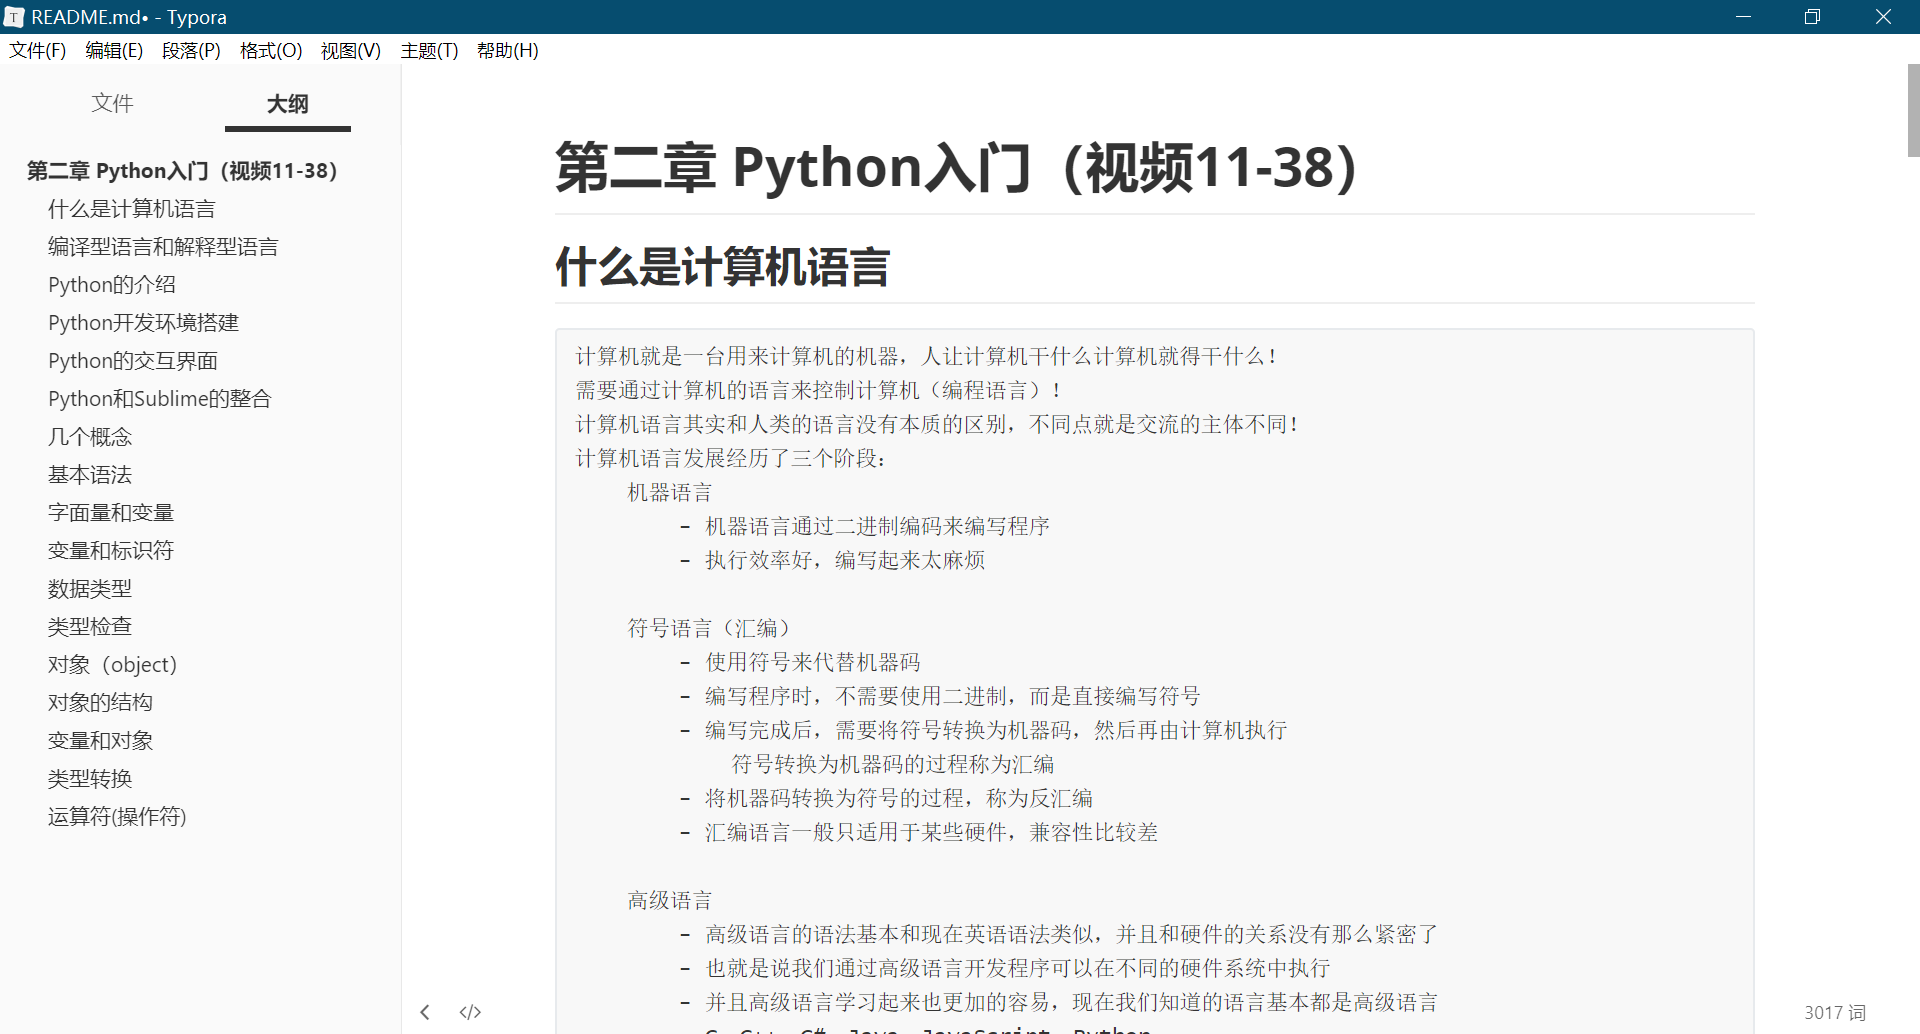 README.md• - Typora
文件(F) 编辑(E) 段落(P) 格式(O) 视图(V) 主题(T) 帮助(H)
文件 大纲
第二章 Python入门（视频11-38）
什么是计算机语言
编译型语言和解释型语言
Python的介绍
Python开发环境搭建
Python的交互界面
Python和Sublime的整合
几个概念
基本语法
字面量和变量
变量和标识符
数据类型
类型检查
对象（object）
对象的结构
变量和对象
类型转换
运算符(操作符)
第二章 Python入门（视频11-38）
什么是计算机语言
计算机就是一台用来计算机的机器，人让计算机干什么计算机就得干什么！
需要通过计算机的语言来控制计算机（编程语言）！
计算机语言其实和人类的语言没有本质的区别，不同点就是交流的主体不同！
计算机语言发展经历了三个阶段：
机器语言
- 机器语言通过二进制编码来编写程序
- 执行效率好，编写起来太麻烦
符号语言（汇编）
- 使用符号来代替机器码
- 编写程序时，不需要使用二进制，而是直接编写符号
- 编写完成后，需要将符号转换为机器码，然后再由计算机执行
符号转换为机器码的过程称为汇编
- 将机器码转换为符号的过程，称为反汇编
- 汇编语言一般只适用于某些硬件，兼容性比较差
高级语言
- 高级语言的语法基本和现在英语语法类似，并且和硬件的关系没有那么紧密了
- 也就是说我们通过高级语言开发程序可以在不同的硬件系统中执行
- 并且高级语言学习起来也更加的容易，现在我们知道的语言基本都是高级语言
</>
3017 词